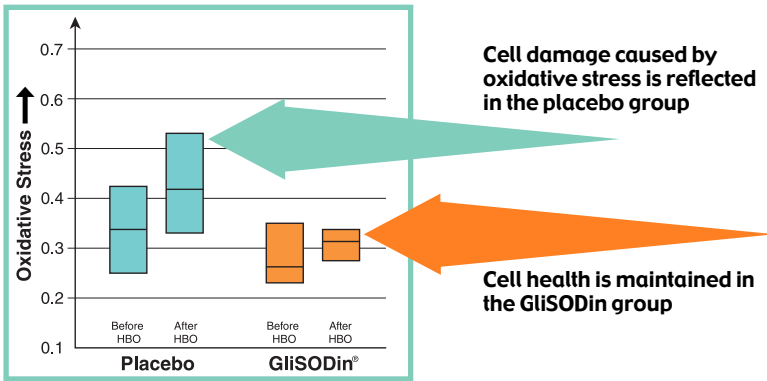 0.7
0.6
0.5
0.4
0.3
0.2
0.1
Oxidative Stress
Before
HBO
After
HBO
Before
HBO
After
HBO
Placebo
GliSODin®
Cell damage caused by
oxidative stress is reflected
in the placebo group
Cell health is maintained in
the GliSODin group